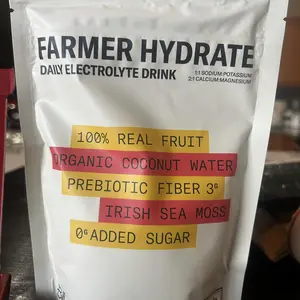 FARMER HYDRATE
DAILY ELECTROLYTE DRINK
1:1 SODIUM:POTASSIUM
2:1 CALCIUM:MAGNESIUM
100% REAL FRUIT
ORGANIC COCONUT WATER
PREBIOTIC FIBER 3G
IRISH SEA MOSS
0G ADDED SUGAR